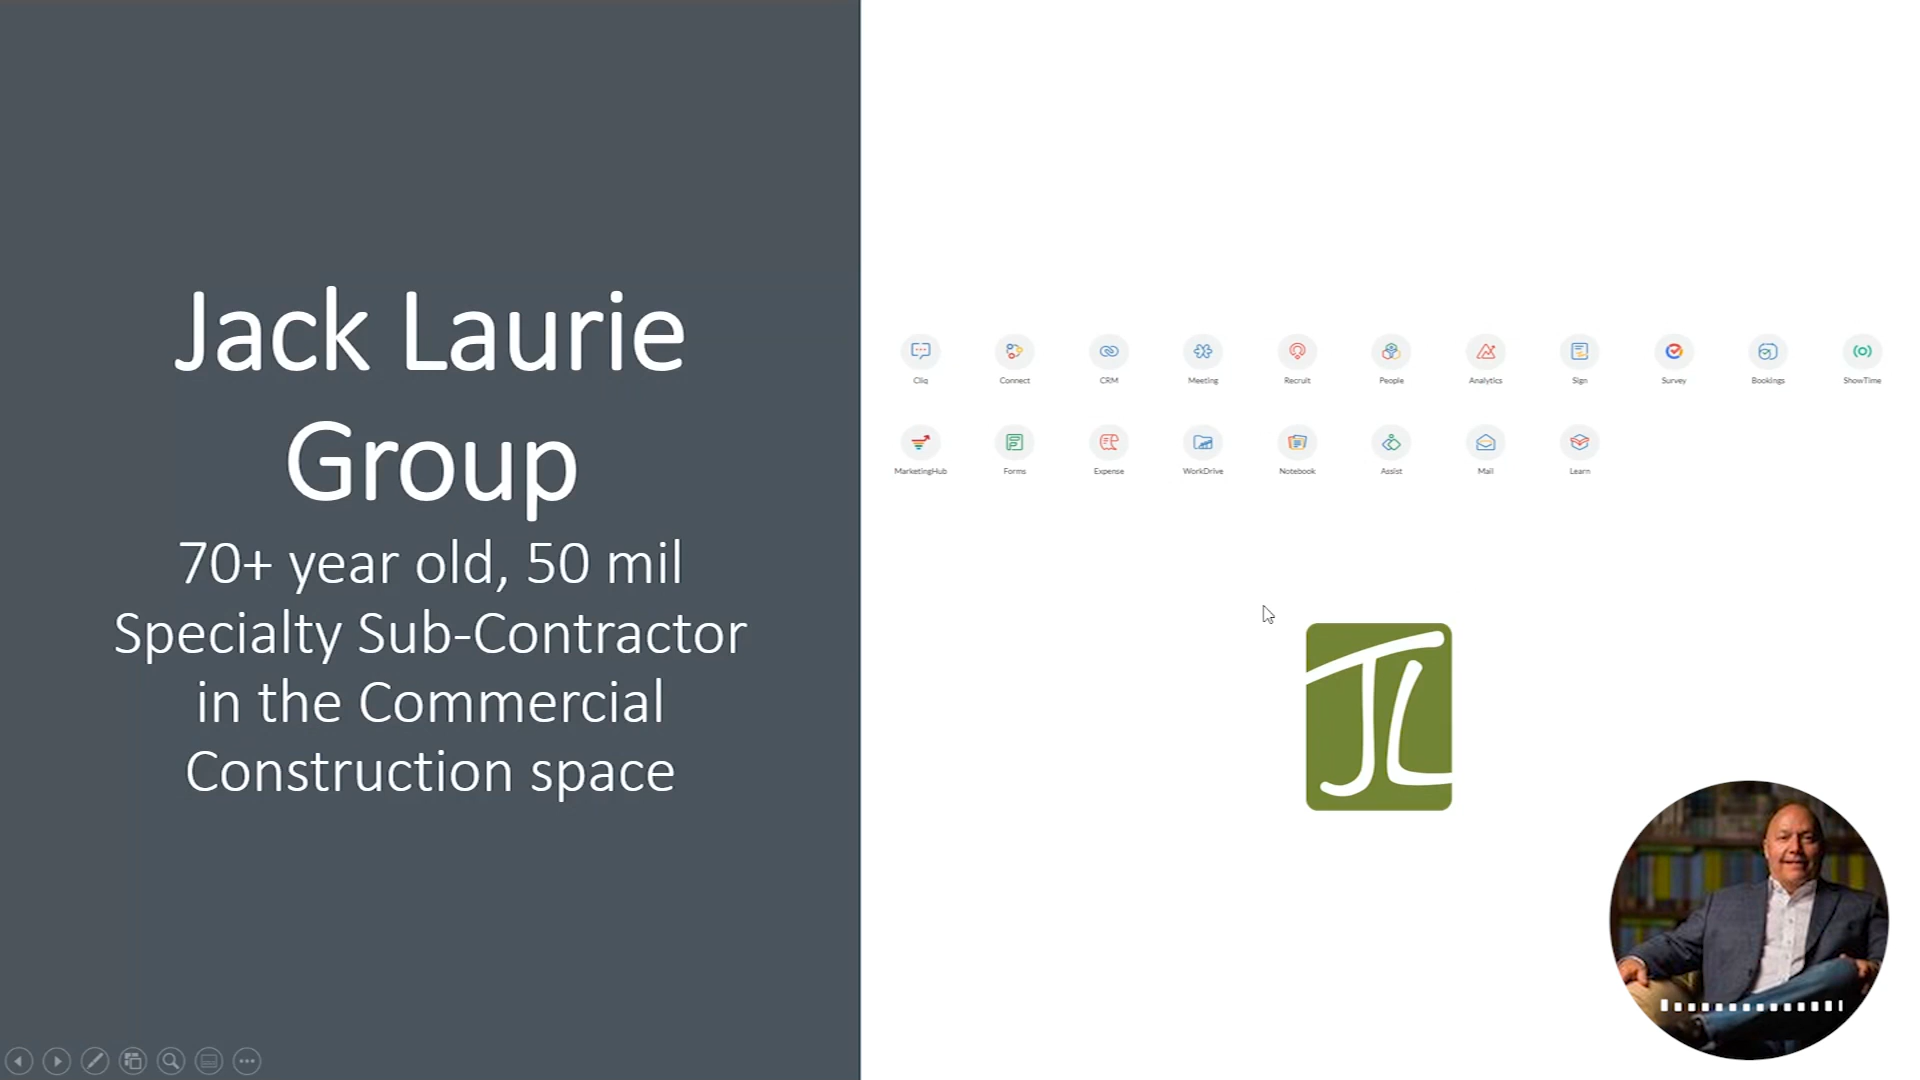 Jack Laurie
Group
70+ year old, 50 mil
Specialty Sub-Contractor
in the Commercial
Construction space
Cliq Connect CRM Meeting Recruit People Analytics Sign Survey Bookings ShowTime
MarketingHub Forms Expense WorkDrive Notebook Assist Mail Learn
JL